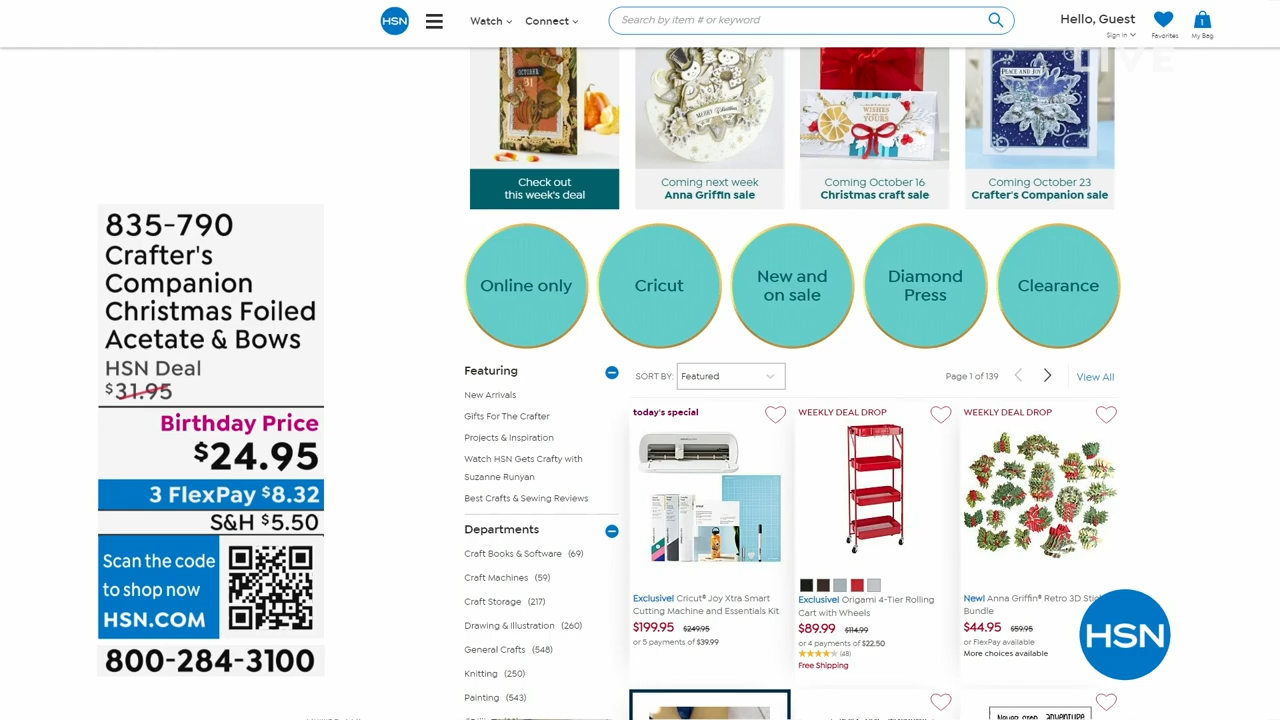 HSN
Watch
Connect
Search by item # or keyword
Hello, Guest
Sign In
Favorites
1
My Bag
LIVE
OCTOBER
31
MERRY
PEACE AND JOY
WISHES
YOURS
Check out
this week's deal
Coming next week
Anna Griffin sale
Coming October 16
Christmas craft sale
Coming October 23
Crafter's Companion sale
835-790
Crafter's
Companion
Christmas Foiled
Acetate & Bows
HSN Deal
$31.95
Birthday Price
$24.95
3 FlexPay $8.32
S&H $5.50
Scan the code
to shop now
HSN.COM
800-284-3100
Online only
Cricut
New and
on sale
Diamond
Press
Clearance
Featuring
New Arrivals
Gifts For The Crafter
Projects & Inspiration
Watch HSN Gets Crafty with
Suzanne Runyan
Best Crafts & Sewing Reviews
Departments
Craft Books & Software (69)
Craft Machines (59)
Craft Storage (217)
Drawing & Illustration (260)
General Crafts (548)
Knitting (250)
Painting (543)
SORT BY: Featured
Page 1 of 139
View All
today's special
Exclusive! Cricut® Joy Xtra Smart
Cutting Machine and Essentials Kit
$199.95 $249.95
or 5 payments of $39.99
WEEKLY DEAL DROP
Exclusive! Origami 4-Tier Rolling
Cart with Wheels
$89.99 $114.99
or 4 payments of $22.50
(48)
Free Shipping
WEEKLY DEAL DROP
New! Anna Griffin® Retro 3D
Bundle
$44.95 $59.95
or FlexPay available
More choices available
HSN